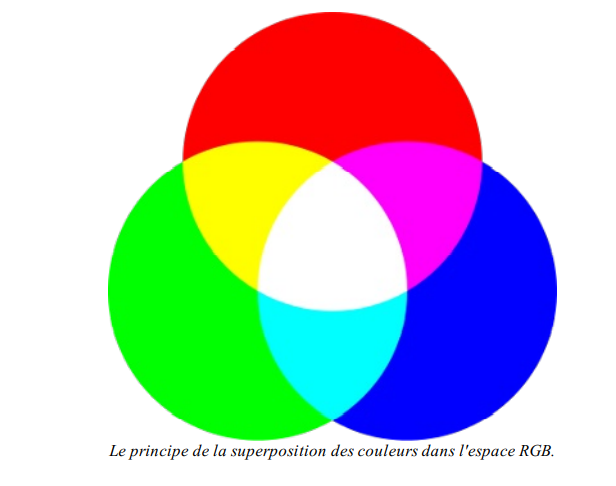 Le principe de la superposition des couleurs dans l'espace RGB.